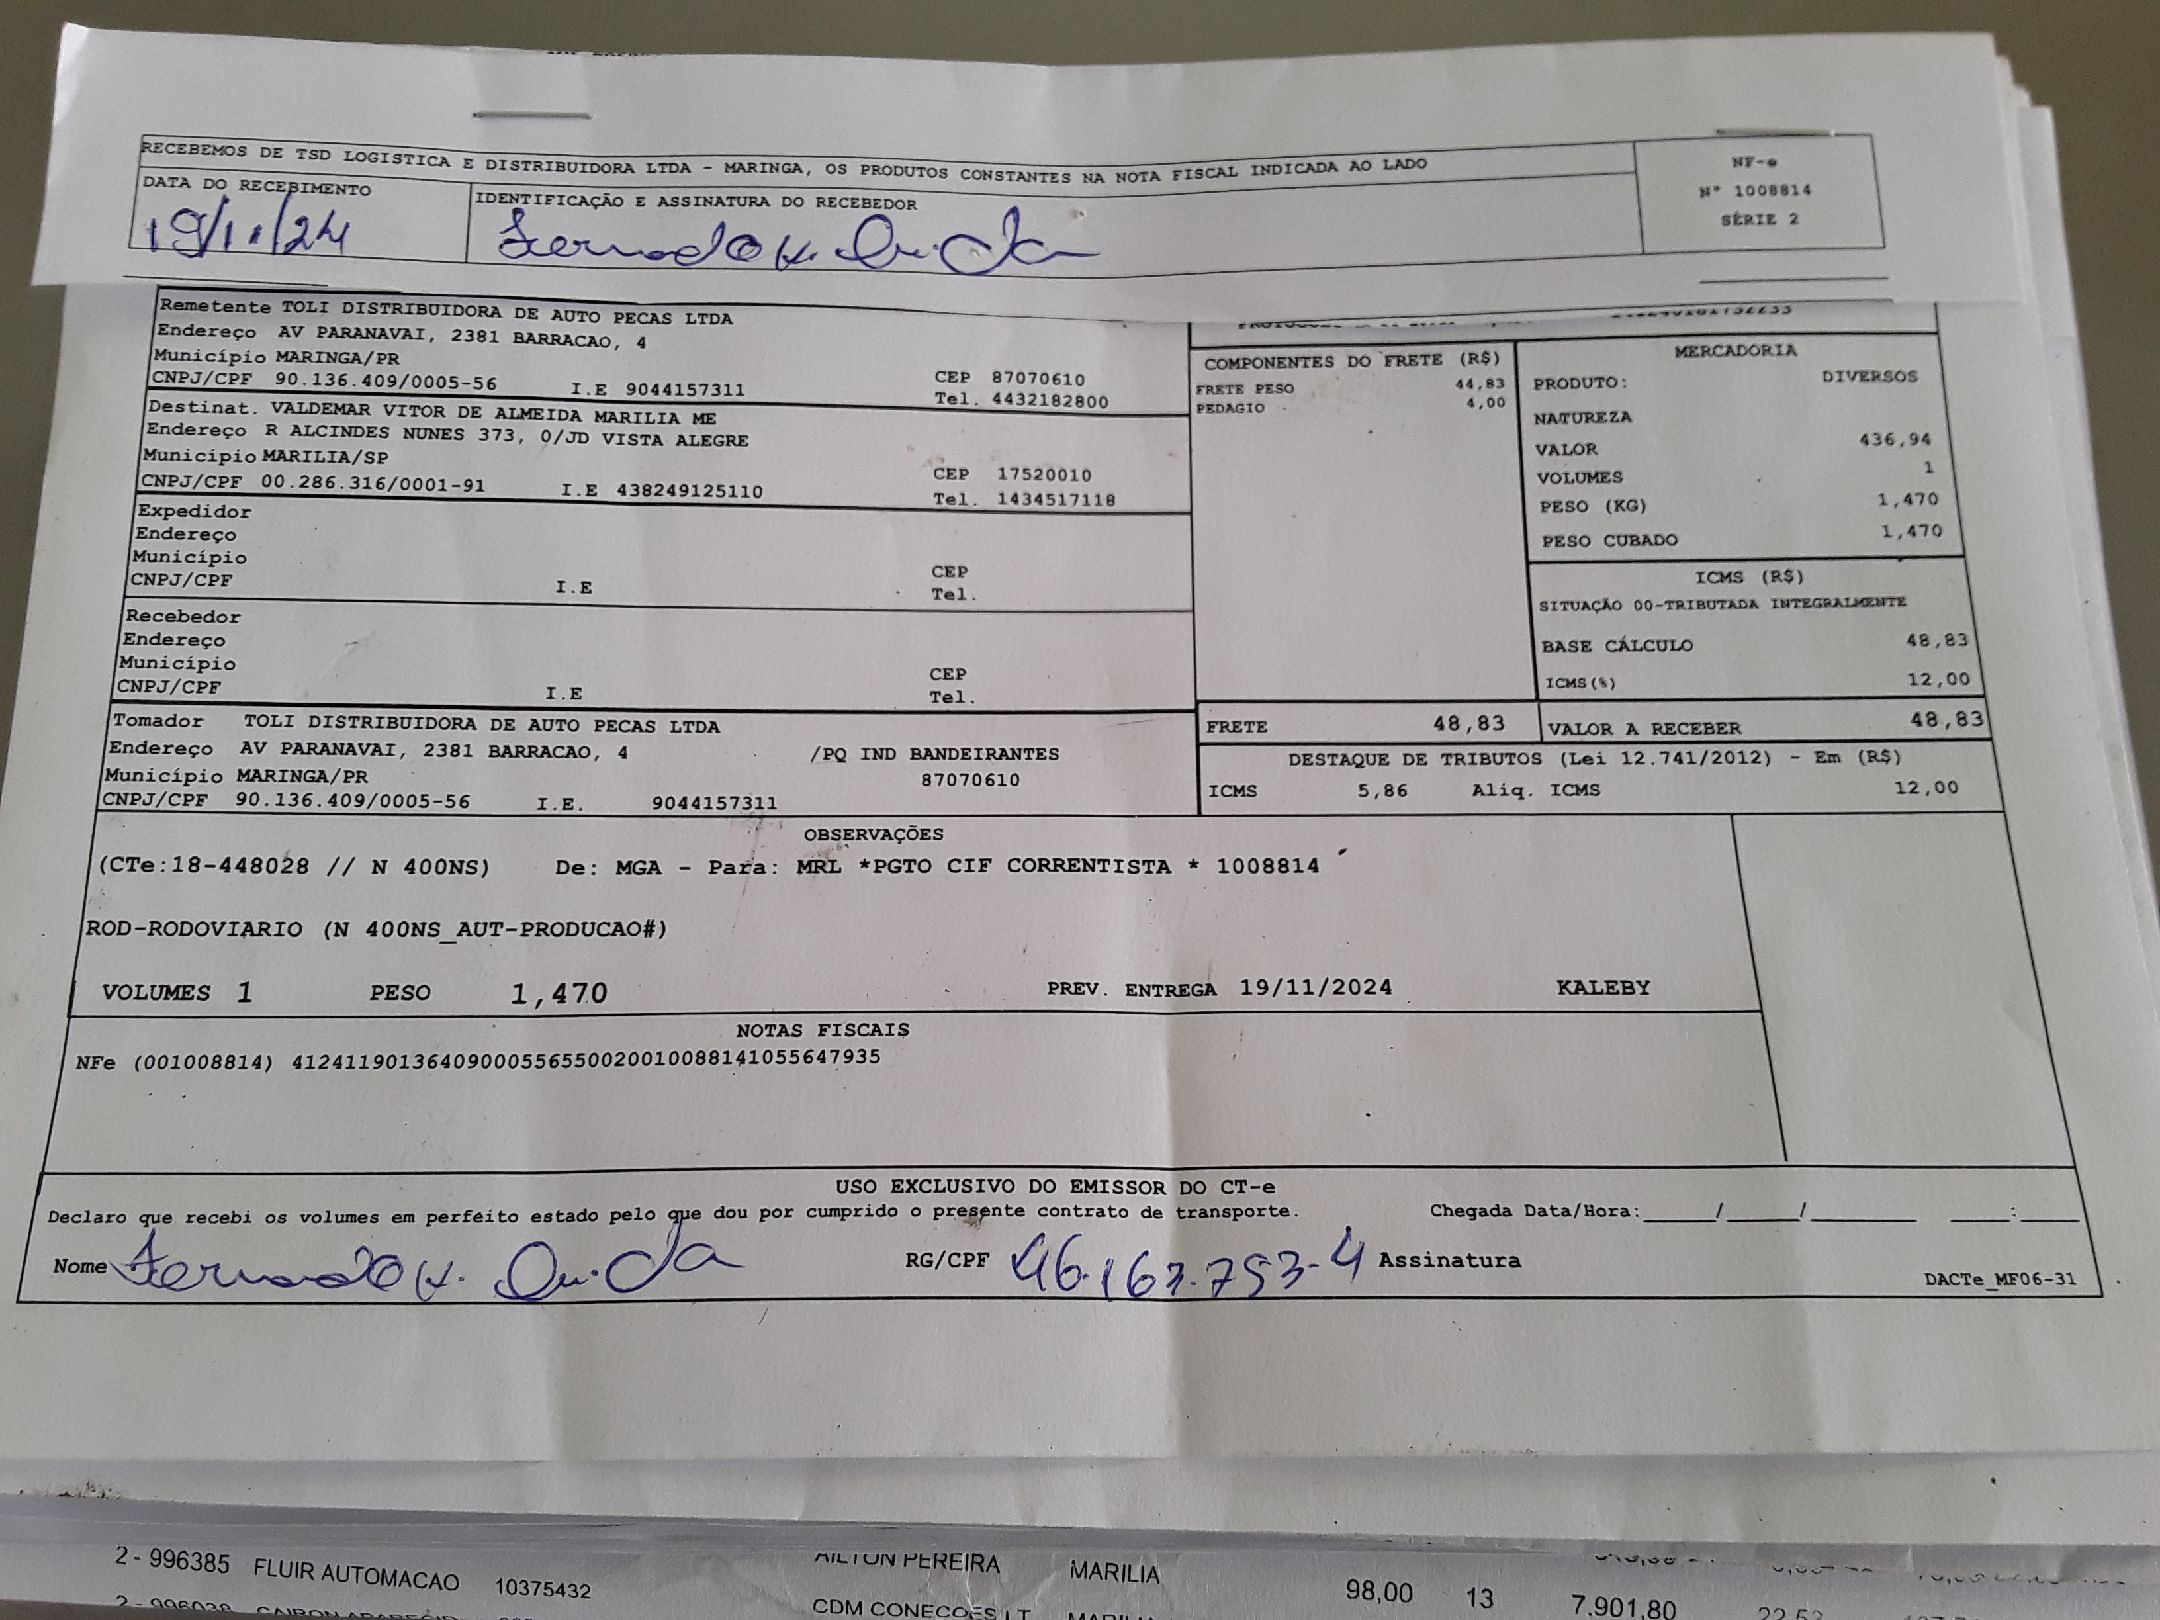 RECEBEMOS DE TSD LOGISTICA E DISTRIBUIDORA LTDA - MARINGA, OS PRODUTOS CONSTANTES NA NOTA FISCAL INDICADA AO LADO
NF-e
Nº 1008814
SÉRIE 2
DATA DO RECEBIMENTO
19/11/24
IDENTIFICAÇÃO E ASSINATURA DO RECEBEDOR
Remetente TOLI DISTRIBUIDORA DE AUTO PECAS LTDA
Endereço AV PARANAVAI, 2381 BARRACAO, 4
Município MARINGA/PR
CEP 87070610
CNPJ/CPF 90.136.409/0005-56 I.E 9044157311 Tel. 4432182800
Destinat. VALDEMAR VITOR DE ALMEIDA MARILIA ME
Endereço R ALCINDES NUNES 373, 0/JD VISTA ALEGRE
Município MARILIA/SP
CEP 17520010
CNPJ/CPF 00.286.316/0001-91 I.E 438249125110 Tel. 1434517118
Expedidor
Endereço
Município
CEP
CNPJ/CPF I.E Tel.
Recebedor
Endereço
Município
CEP
CNPJ/CPF I.E Tel.
Tomador TOLI DISTRIBUIDORA DE AUTO PECAS LTDA
Endereço AV PARANAVAI, 2381 BARRACAO, 4 /PQ IND BANDEIRANTES
Município MARINGA/PR 87070610
CNPJ/CPF 90.136.409/0005-56 I.E. 9044157311
COMPONENTES DO FRETE (R$)
FRETE PESO 44,83
PEDAGIO 4,00
MERCADORIA
PRODUTO: DIVERSOS
NATUREZA
VALOR 436,94
VOLUMES 1
PESO (KG) 1,470
PESO CUBADO 1,470
ICMS (R$)
SITUAÇÃO 00-TRIBUTADA INTEGRALMENTE
BASE CÁLCULO 48,83
ICMS(%) 12,00
FRETE 48,83 VALOR A RECEBER 48,83
DESTAQUE DE TRIBUTOS (Lei 12.741/2012) - Em (R$)
ICMS 5,86 Aliq. ICMS 12,00
OBSERVAÇÕES
(CTe:18-448028 // N 400NS) De: MGA - Para: MRL *PGTO CIF CORRENTISTA * 1008814
ROD-RODOVIARIO (N 400NS_AUT-PRODUCAO#)
VOLUMES 1 PESO 1,470 PREV. ENTREGA 19/11/2024 KALEBY
NOTAS FISCAIS
NFe (001008814) 41241190136409000556550020010088141055647935
USO EXCLUSIVO DO EMISSOR DO CT-e
Declaro que recebi os volumes em perfeito estado pelo que dou por cumprido o presente contrato de transporte. Chegada Data/Hora:____/____/______ ____:____
Nome RG/CPF 46.167.753-4 Assinatura
DACTe_MF06-31
AILTON PEREIRA MARILIA
2 - 996385 FLUIR AUTOMACAO 10375432
98,00 13 7.901,80
CDM CONECOES